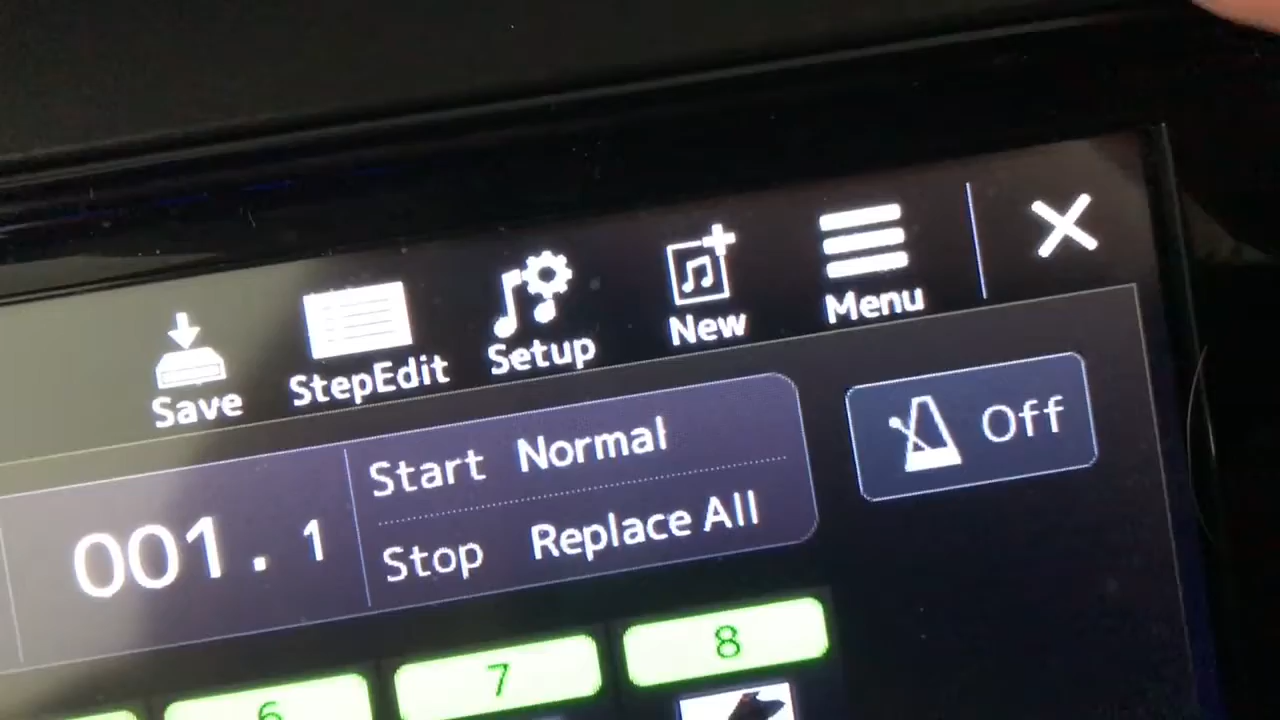 Save StepEdit Setup New Menu
Start Normal
Off
001. 1
Stop Replace All
6 7 8